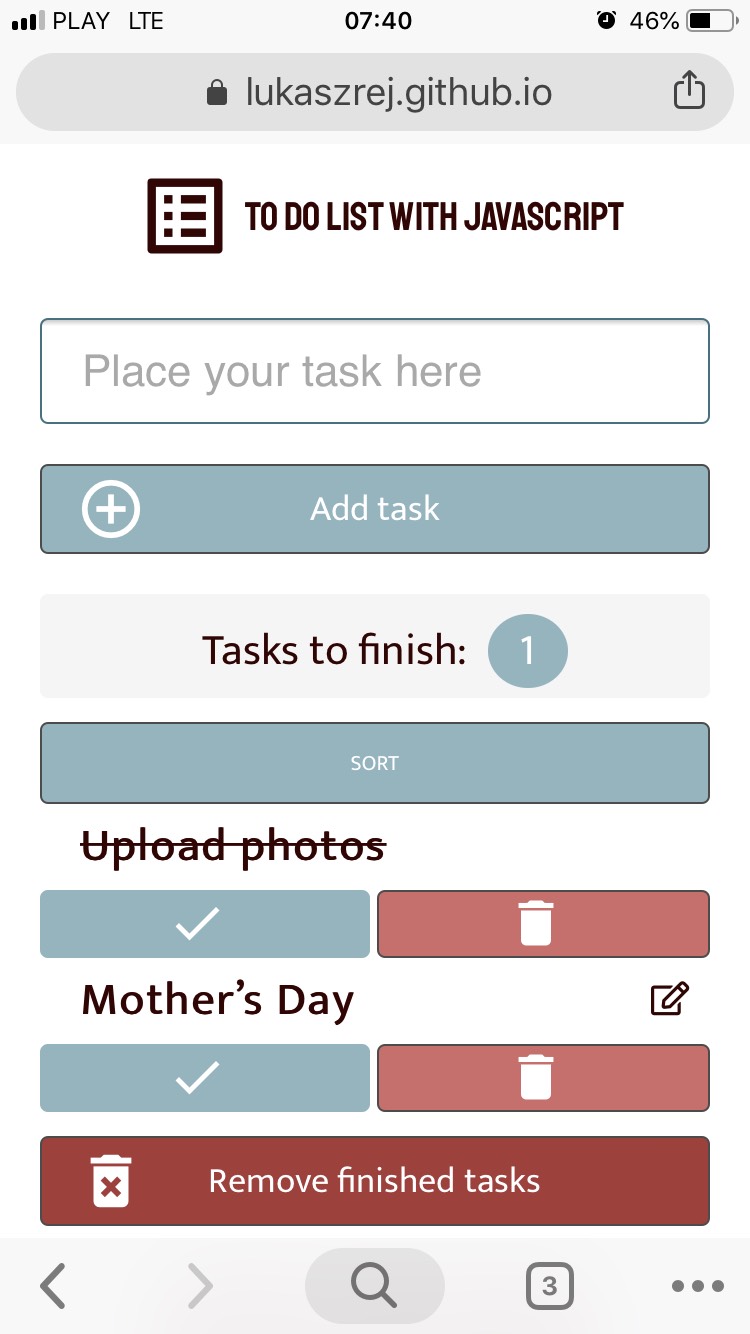 PLAY LTE 07:40 46%
lukaszrej.github.io
TO DO LIST WITH JAVASCRIPT
Place your task here
Add task
Tasks to finish: 1
SORT
Upload photos
Mother’s Day
Remove finished tasks
3